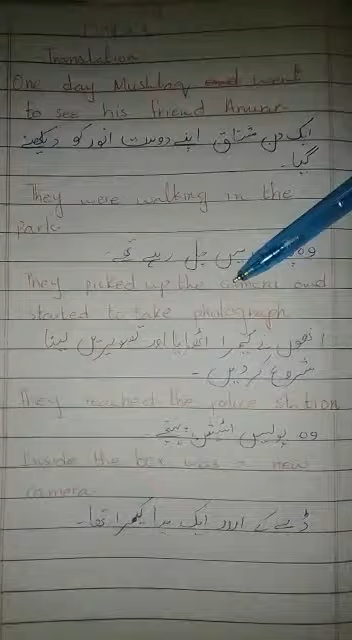 Translation
One day Mushtaq went
to see his friend Anwar
ایک دن مشتاق اپنے دوست انور کو دیکھنے
گیا۔
They were walking in the
park
وہ میں چل رہے تھے۔
They picked up the camera and
started to take photograph
انھوں نے کیمرا اٹھایا اور تصویریں لینا
شروع کر دیں۔
They reached the police station
وہ پولیس اسٹیشن پہنچے
Inside the box was a new
camera
ڈبے کے اندر ایک نیا کیمرا تھا۔